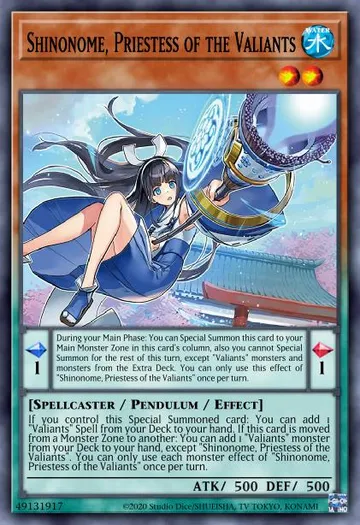 Shinonome, Priestess of the Valiants
WATER
水
During your Main Phase: You can Special Summon this card to your
Main Monster Zone in this card's column, also you cannot Special
Summon for the rest of this turn, except "Valiants" monsters and
monsters from the Extra Deck. You can only use this effect of
"Shinonome, Priestess of the Valiants" once per turn.
1
1
[Spellcaster / Pendulum / Effect]
If you control this Special Summoned card: You can add 1
"Valiants" Spell from your Deck to your hand. If this card is moved
from a Monster Zone to another: You can add 1 "Valiants" monster
from your Deck to your hand, except "Shinonome, Priestess of the
Valiants". You can only use each monster effect of "Shinonome,
Priestess of the Valiants" once per turn.
ATK/ 500 DEF/ 500
49131917
©2020 Studio Dice/SHUEISHA, TV TOKYO, KONAMI